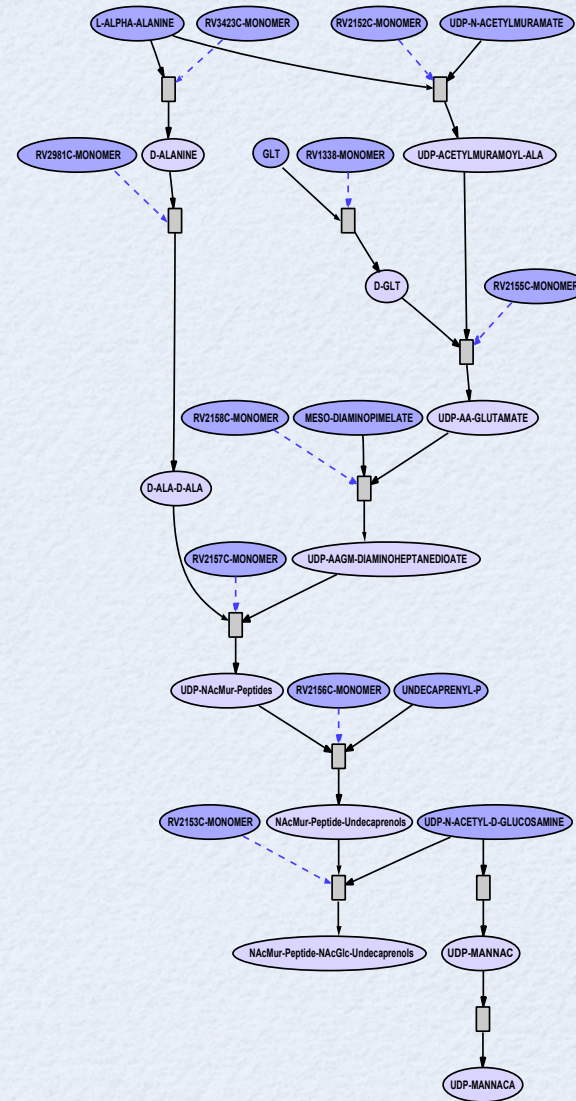 L-ALPHA-ALANINE
RV3423C-MONOMER
RV2152C-MONOMER
UDP-N-ACETYLMURAMATE
RV2981C-MONOMER
D-ALANINE
GLT
RV1338-MONOMER
UDP-ACETYLMURAMOYL-ALA
D-GLT
RV2155C-MONOMER
RV2158C-MONOMER
MESO-DIAMINOPIMELATE
UDP-AA-GLUTAMATE
D-ALA-D-ALA
RV2157C-MONOMER
UDP-AAGM-DIAMINOHEPTANEDIOATE
UDP-NAcMur-Peptides
RV2156C-MONOMER
UNDECAPRENYL-P
RV2153C-MONOMER
NAcMur-Peptide-Undecaprenols
UDP-N-ACETYL-D-GLUCOSAMINE
NAcMur-Peptide-NAcGlc-Undecaprenols
UDP-MANNAC
UDP-MANNACA